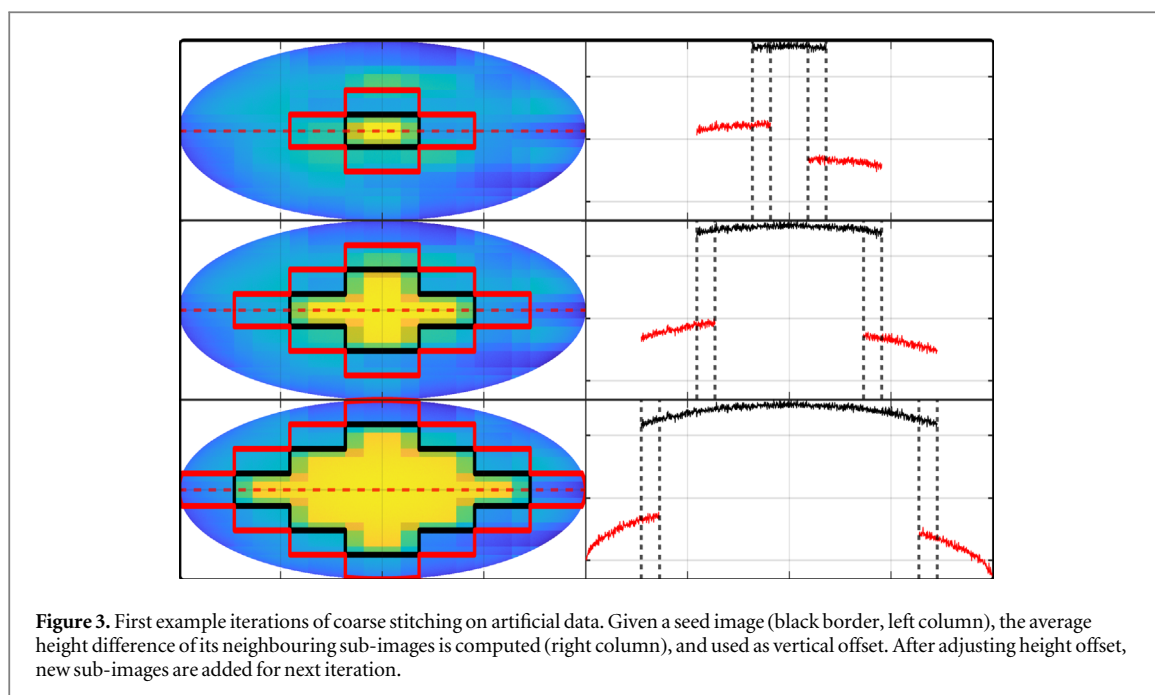 Figure 3. First example iterations of coarse stitching on artificial data. Given a seed image (black border, left column), the average
height difference of its neighbouring sub-images is computed (right column), and used as vertical offset. After adjusting height offset,
new sub-images are added for next iteration.